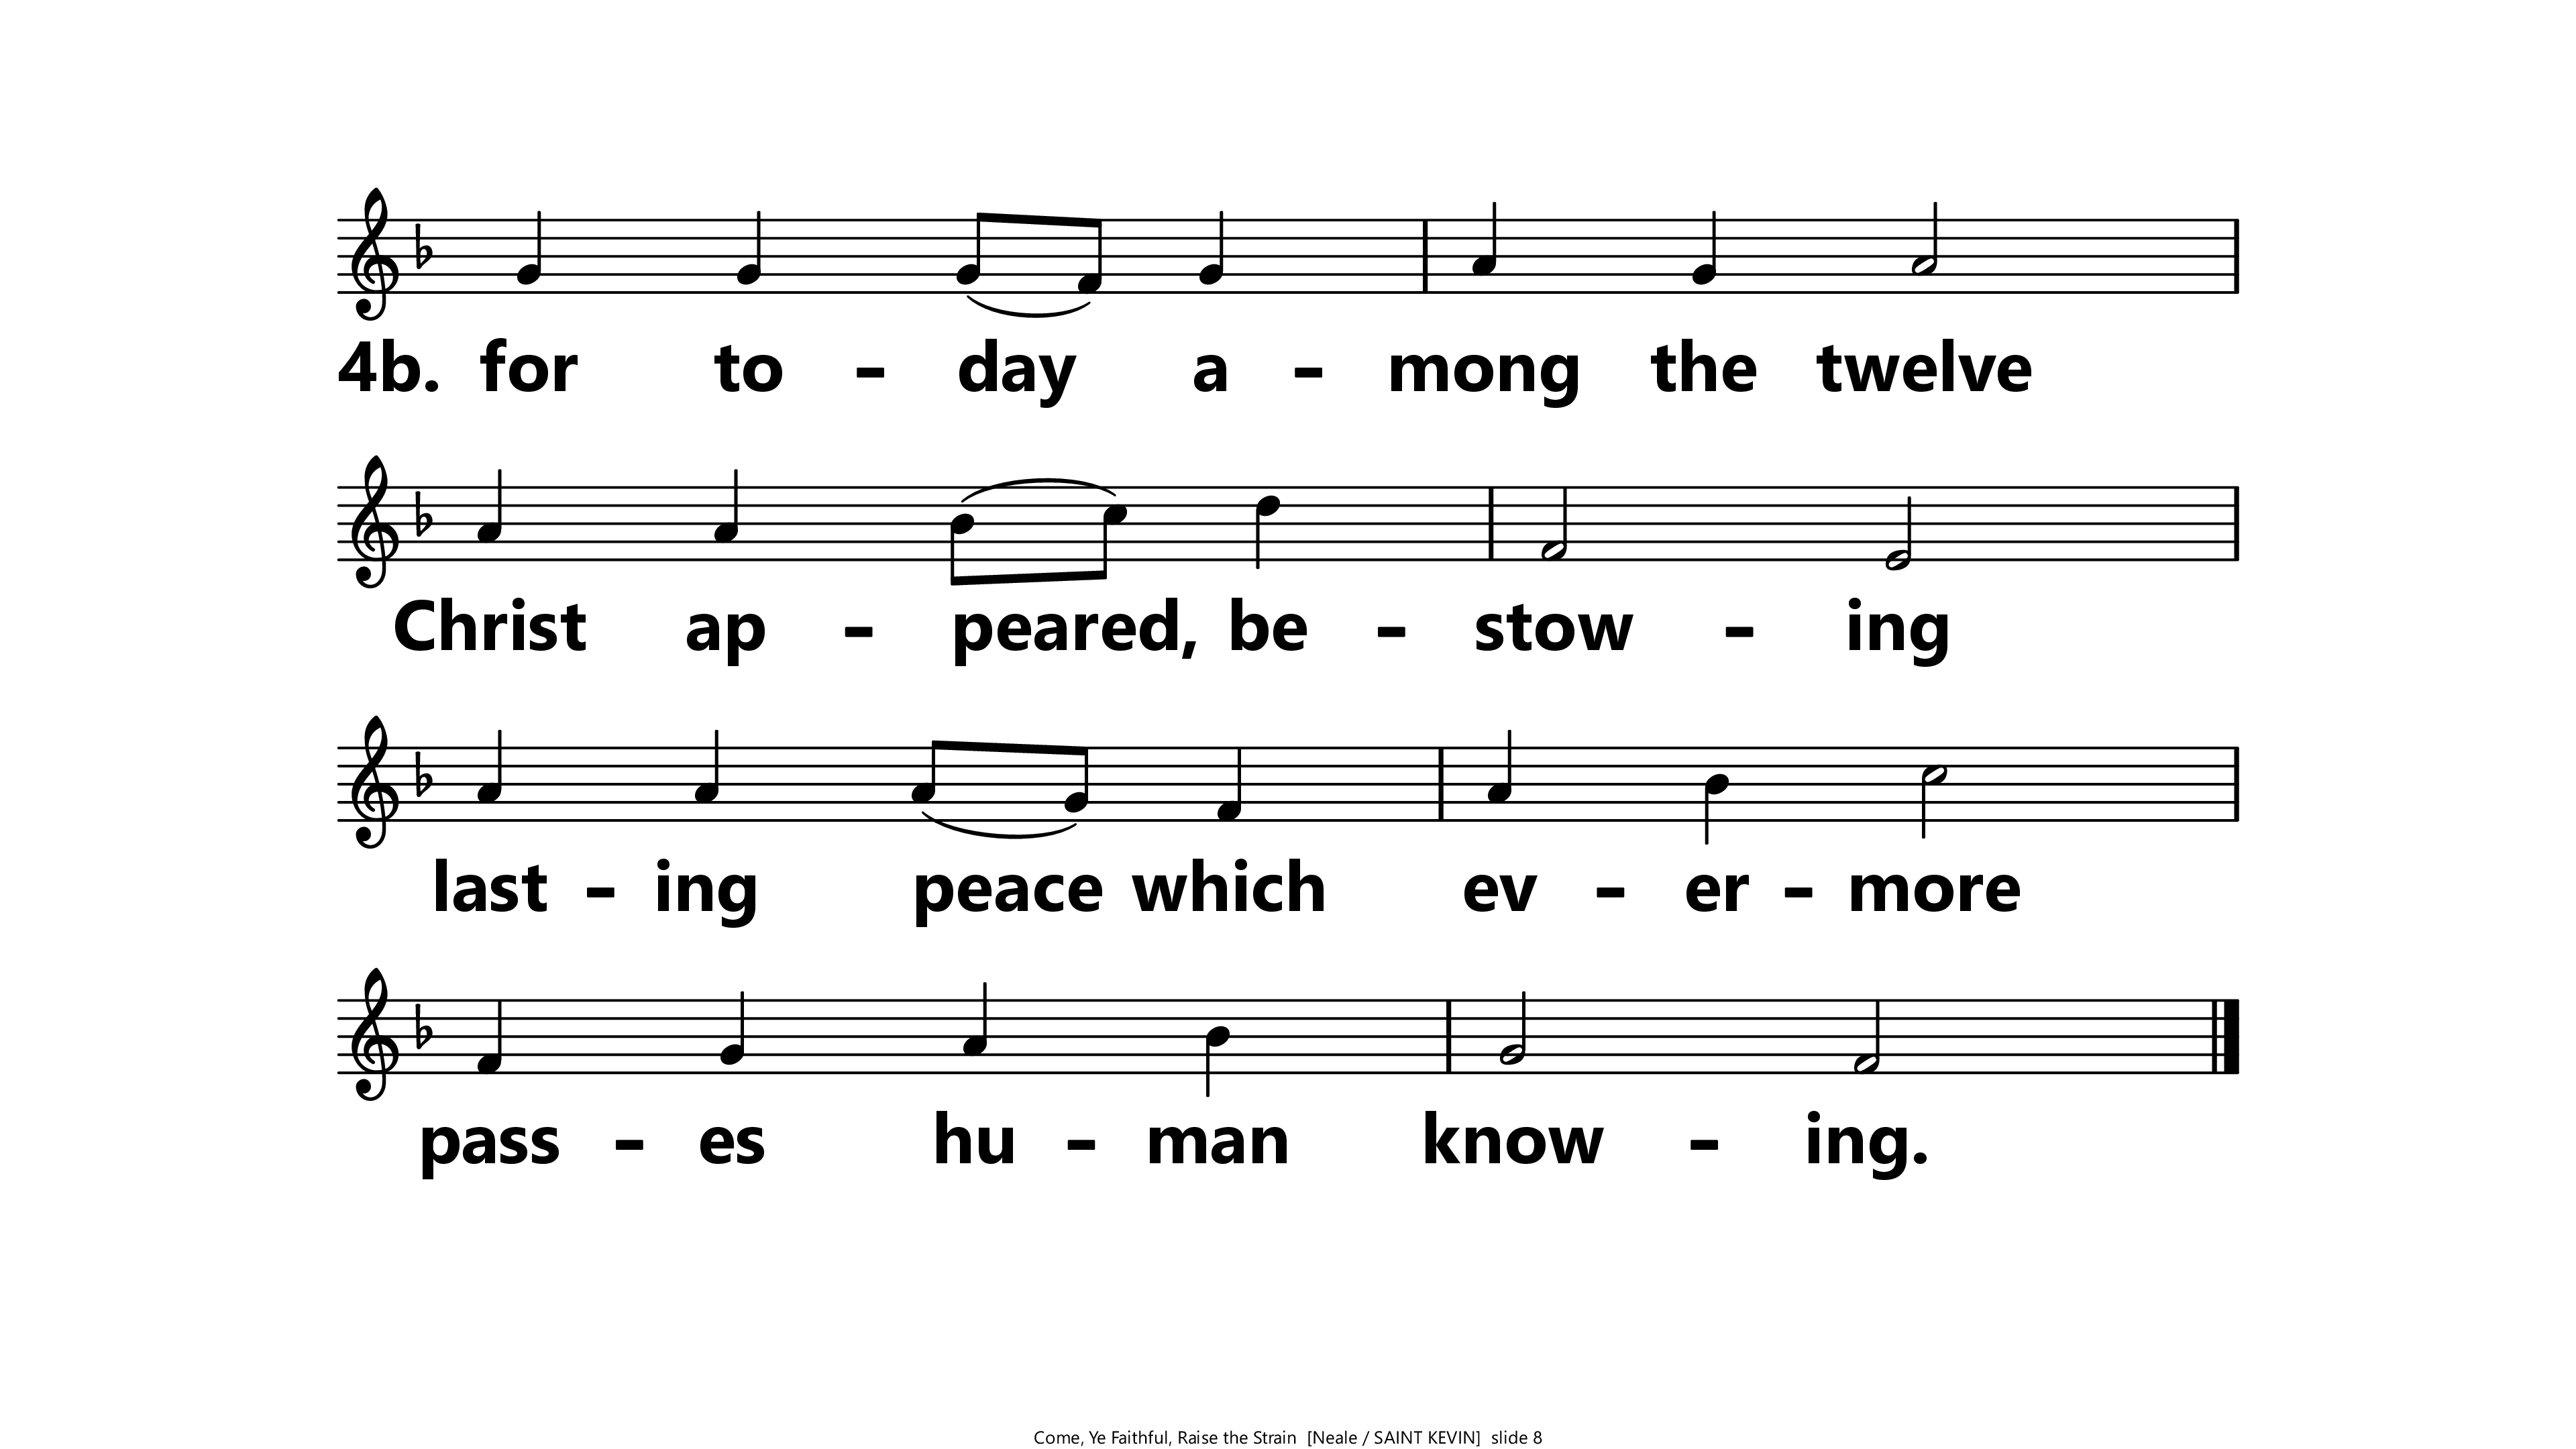 4b. for to - day a - mong the twelve
Christ ap - peared, be - stow - ing
last - ing peace which ev - er - more
pass - es hu - man know - ing.
Come, Ye Faithful, Raise the Strain [Neale / SAINT KEVIN] slide 8